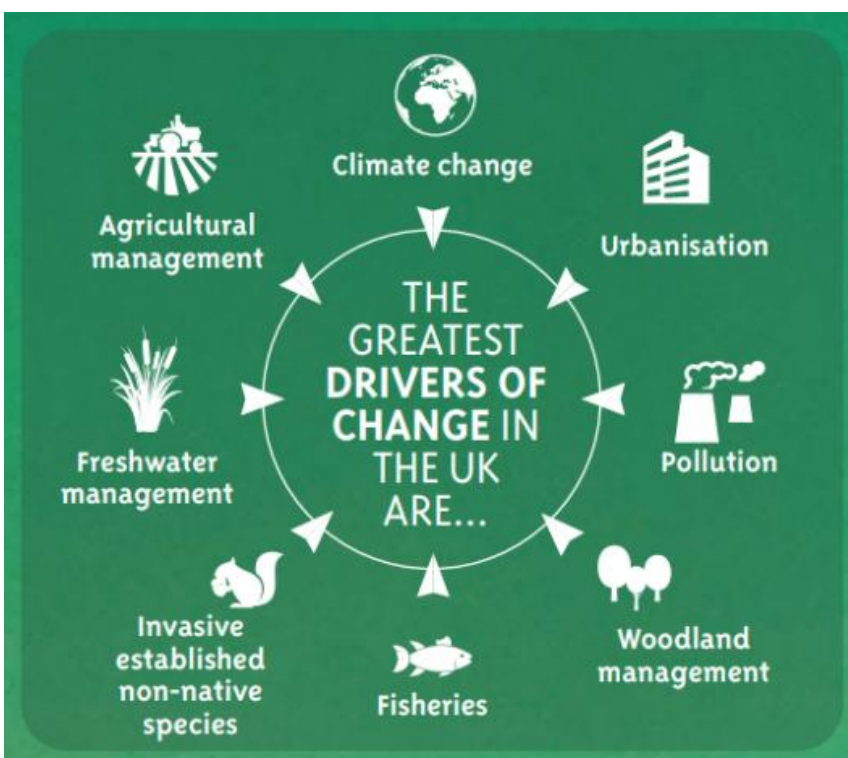 Climate change
Agricultural
management
Urbanisation
THE
GREATEST
DRIVERS OF
CHANGE IN
THE UK
ARE...
Freshwater
management
Pollution
Invasive
established
non-native
species
Fisheries
Woodland
management